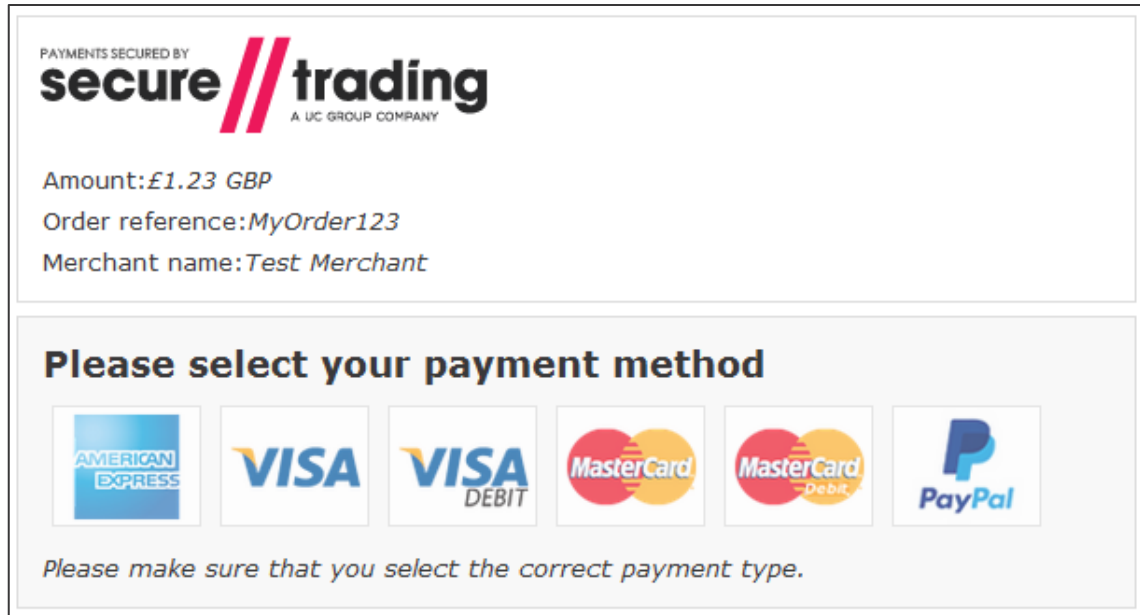 PAYMENTS SECURED BY
secure // trading
A UC GROUP COMPANY
Amount:£1.23 GBP
Order reference:MyOrder123
Merchant name:Test Merchant
Please select your payment method
AMERICAN EXPRESS
VISA
VISA DEBIT
MasterCard
MasterCard Debit
PayPal
Please make sure that you select the correct payment type.